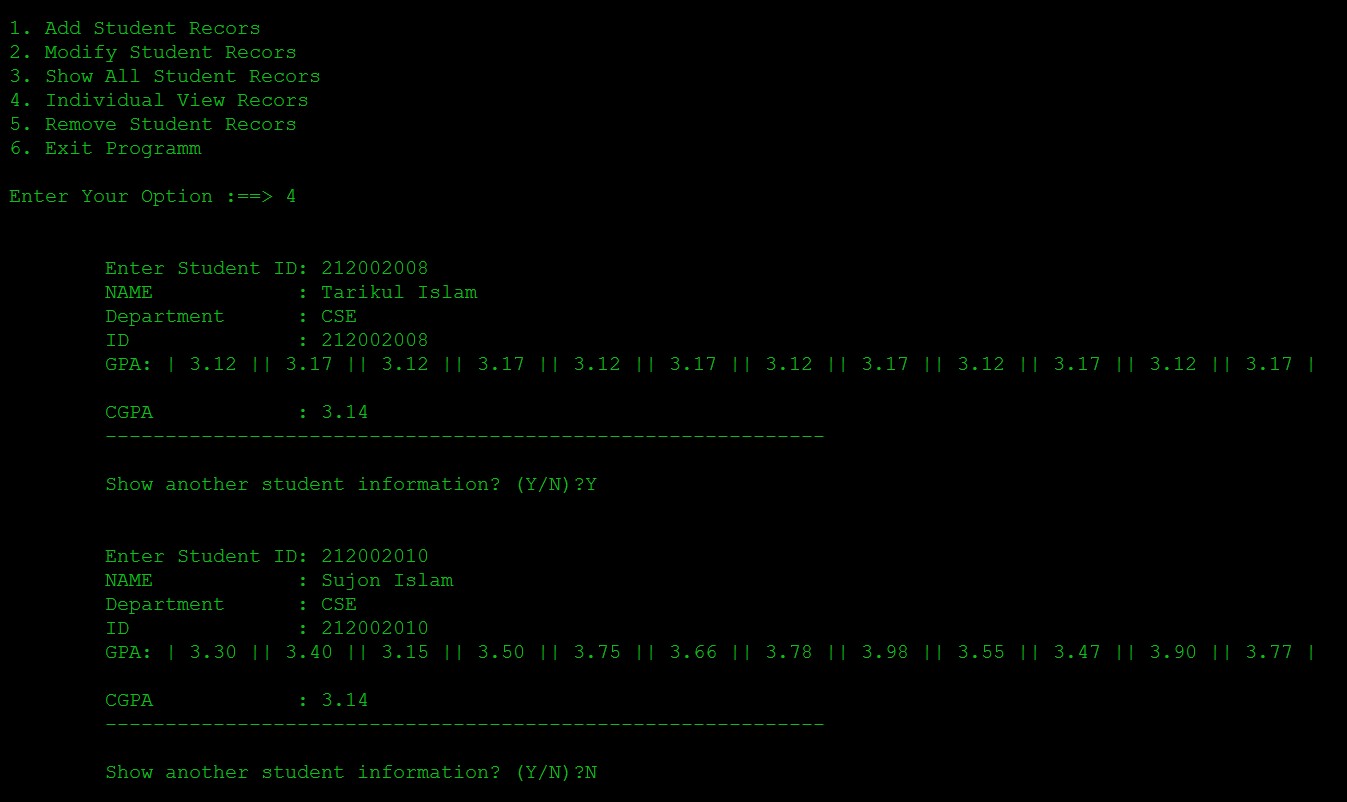 1. Add Student Recors
2. Modify Student Recors
3. Show All Student Recors
4. Individual View Recors
5. Remove Student Recors
6. Exit Programm
Enter Your Option :==> 4
Enter Student ID: 212002008
NAME : Tarikul Islam
Department : CSE
ID : 212002008
GPA: | 3.12 || 3.17 || 3.12 || 3.17 || 3.12 || 3.17 || 3.12 || 3.17 || 3.12 || 3.17 || 3.12 || 3.17 |
CGPA : 3.14
------------------------------------------------------------
Show another student information? (Y/N)?Y
Enter Student ID: 212002010
NAME : Sujon Islam
Department : CSE
ID : 212002010
GPA: | 3.30 || 3.40 || 3.15 || 3.50 || 3.75 || 3.66 || 3.78 || 3.98 || 3.55 || 3.47 || 3.90 || 3.77 |
CGPA : 3.14
------------------------------------------------------------
Show another student information? (Y/N)?N